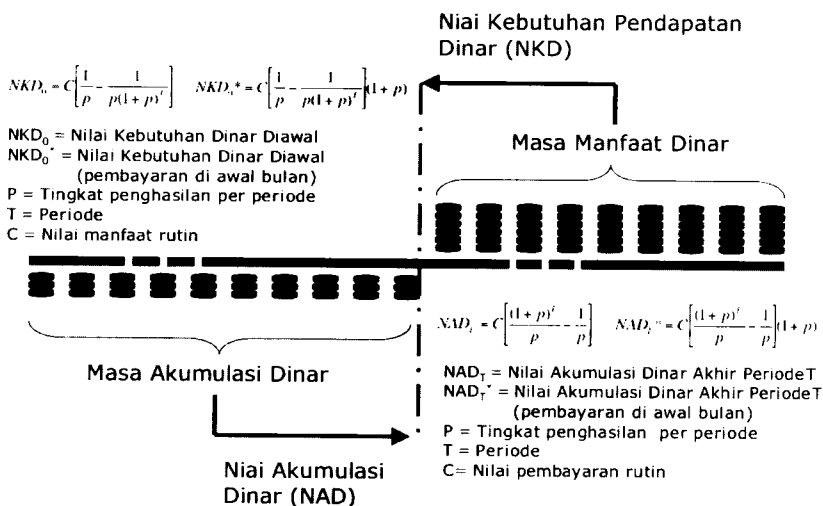 Niai Kebutuhan Pendapatan
Dinar (NKD)
NKD₀ = C[1/p − 1/p(1+p)^t]   NKD₀* = C[1/p − 1/p(1+p)^t](1+p)
NKD₀ = Nilai Kebutuhan Dinar Diawal
NKD₀* = Nilai Kebutuhan Dinar Diawal
(pembayaran di awal bulan)
P = Tingkat penghasilan per periode
T = Periode
C = Nilai manfaat rutin
Masa Manfaat Dinar
Masa Akumulasi Dinar
Niai Akumulasi
Dinar (NAD)
NADₜ = C[(1+p)^t/p − 1/p]   NADₜ* = C[(1+p)^t/p − 1/p](1+p)
NAD_T = Nilai Akumulasi Dinar Akhir PeriodeT
NAD_T* = Nilai Akumulasi Dinar Akhir PeriodeT
(pembayaran di awal bulan)
P = Tingkat penghasilan per periode
T = Periode
C= Nilai pembayaran rutin